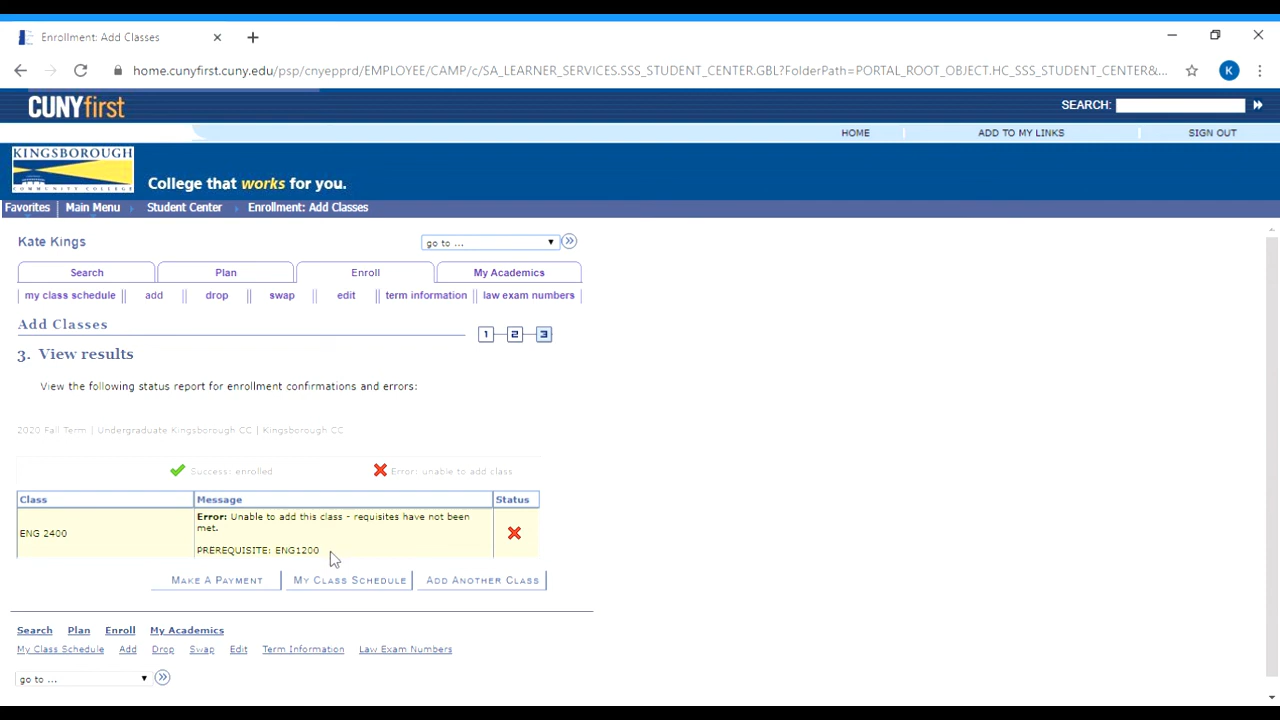 Enrollment: Add Classes
home.cunyfirst.cuny.edu/psp/cnyepprd/EMPLOYEE/CAMP/c/SA_LEARNER_SERVICES.SSS_STUDENT_CENTER.GBL?FolderPath=PORTAL_ROOT_OBJECT.HC_SSS_STUDENT_CENTER&...
K
CUNYfirst
SEARCH:
HOME ADD TO MY LINKS SIGN OUT
KINGSBOROUGH
COMMUNITY COLLEGE
College that works for you.
Favorites Main Menu Student Center Enrollment: Add Classes
Kate Kings
go to ...
Search Plan Enroll My Academics
my class schedule add drop swap edit term information law exam numbers
Add Classes
1 2 3
3. View results
View the following status report for enrollment confirmations and errors:
2020 Fall Term | Undergraduate Kingsborough CC | Kingsborough CC
Success: enrolled Error: unable to add class
Class Message Status
ENG 2400
Error: Unable to add this class - requisites have not been
met.
PREREQUISITE: ENG1200
MAKE A PAYMENT MY CLASS SCHEDULE ADD ANOTHER CLASS
Search Plan Enroll My Academics
My Class Schedule Add Drop Swap Edit Term Information Law Exam Numbers
go to ...